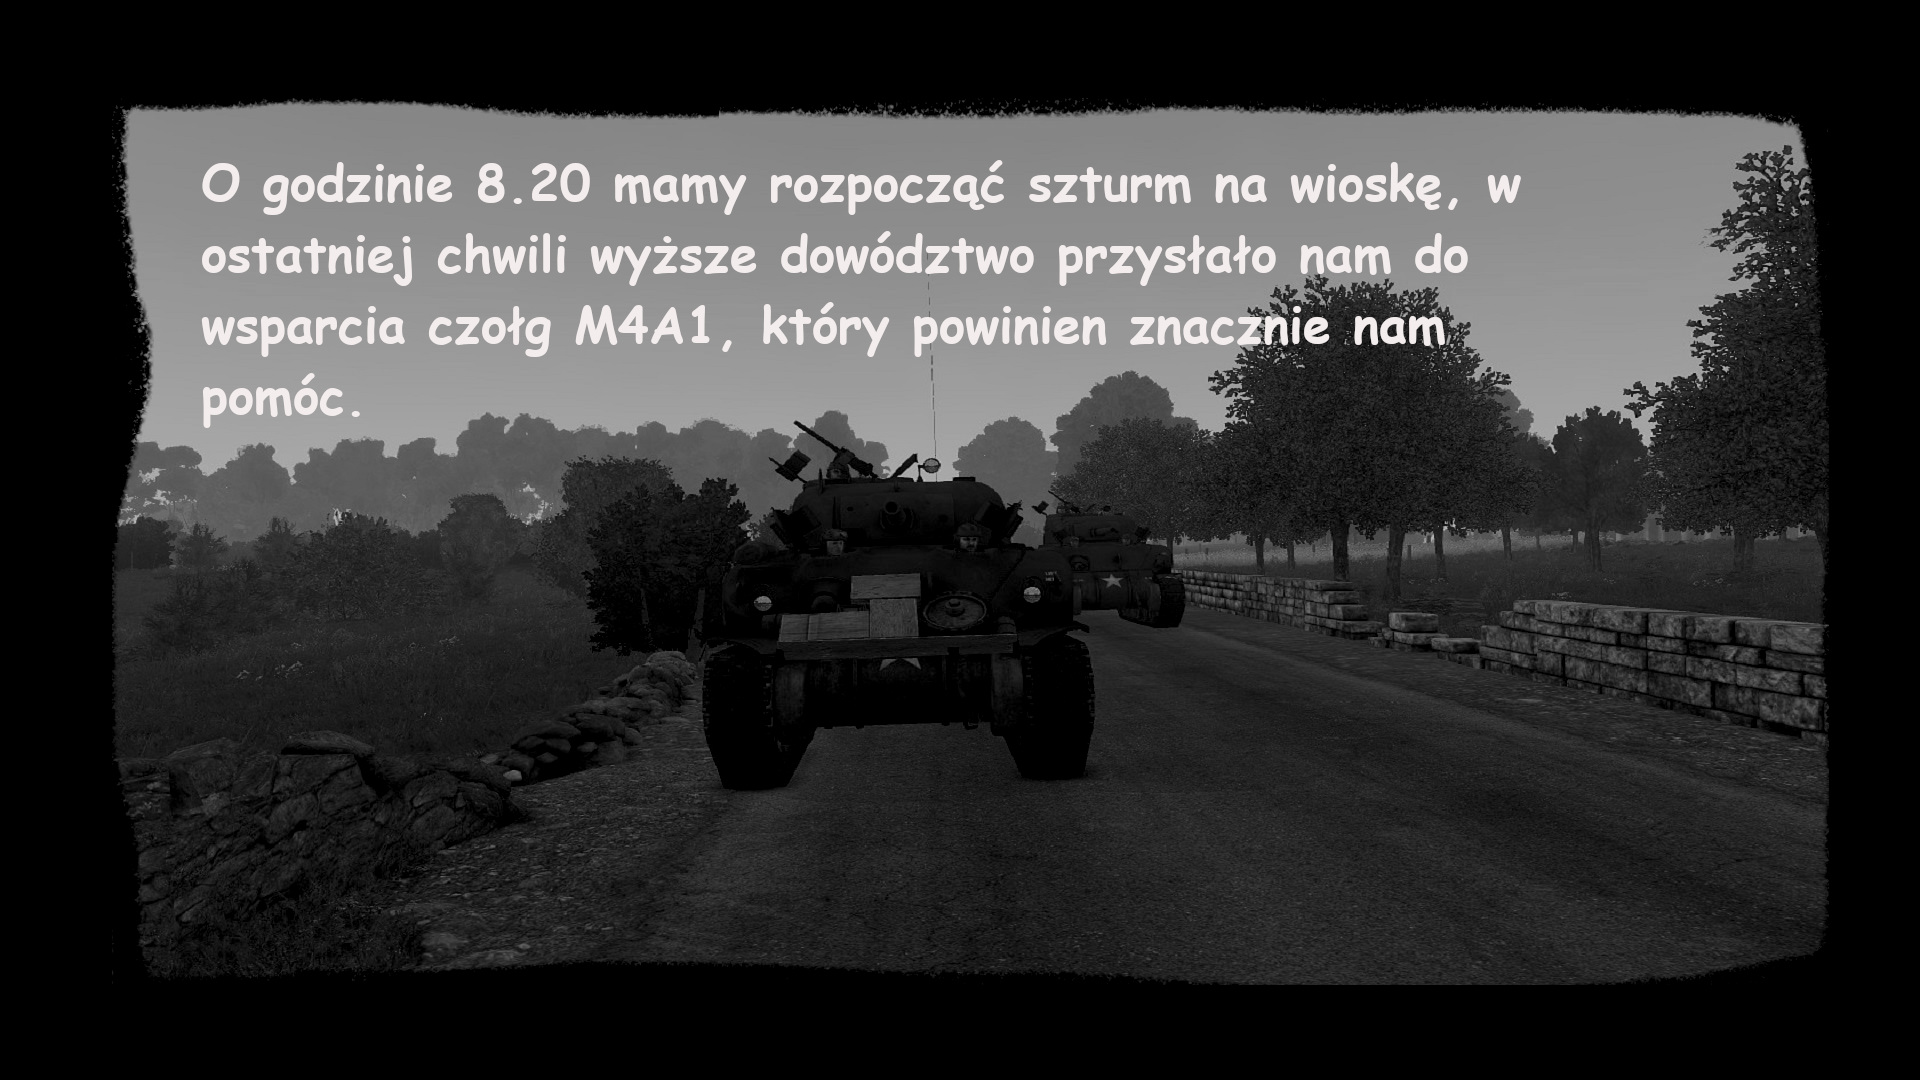 O godzinie 8.20 mamy rozpocząć szturm na wioskę, w
ostatniej chwili wyższe dowództwo przysłało nam do
wsparcia czołg M4A1, który powinien znacznie nam
pomóc.